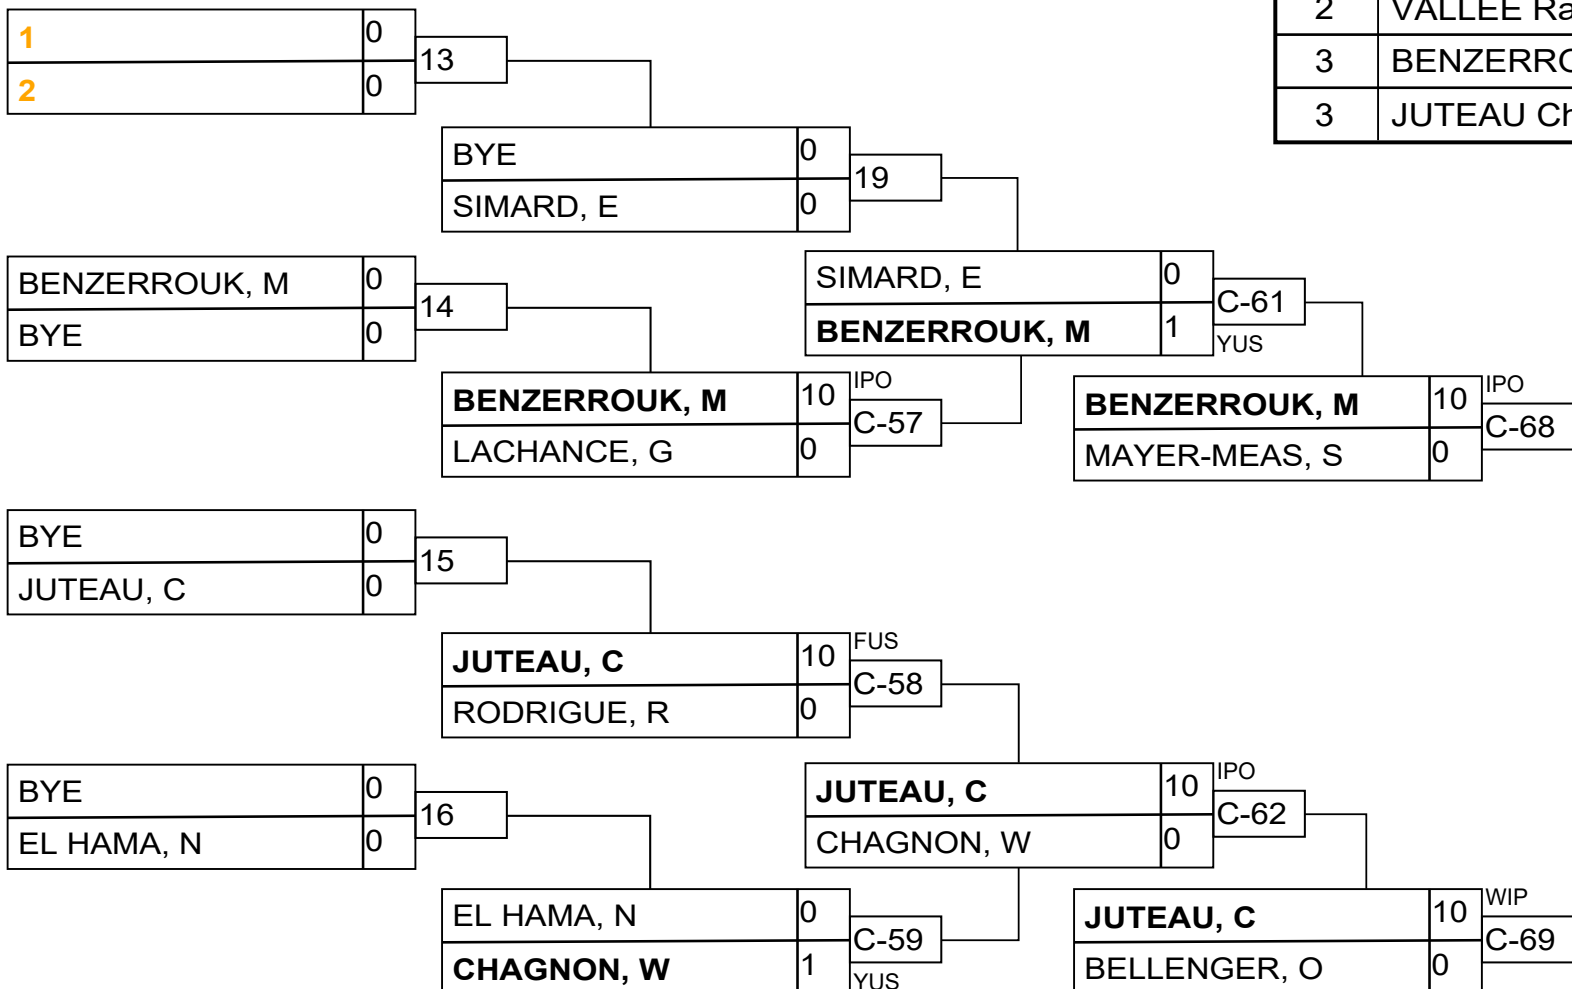 1 0
13
2 0
BYE 0
19
SIMARD, E 0
BENZERROUK, M 0
14
BYE 0
SIMARD, E 0
C-61
BENZERROUK, M 1
YUS
BENZERROUK, M 10 IPO
C-57
LACHANCE, G 0
BENZERROUK, M 10 IPO
C-68
MAYER-MEAS, S 0
BYE 0
15
JUTEAU, C 0
JUTEAU, C 10 FUS
C-58
RODRIGUE, R 0
BYE 0
16
EL HAMA, N 0
JUTEAU, C 10 IPO
C-62
CHAGNON, W 0
EL HAMA, N 0
C-59
CHAGNON, W 1
YUS
JUTEAU, C 10 WIP
C-69
BELLENGER, O 0
2 VALLEE Ra
3 BENZERRO
3 JUTEAU Ch